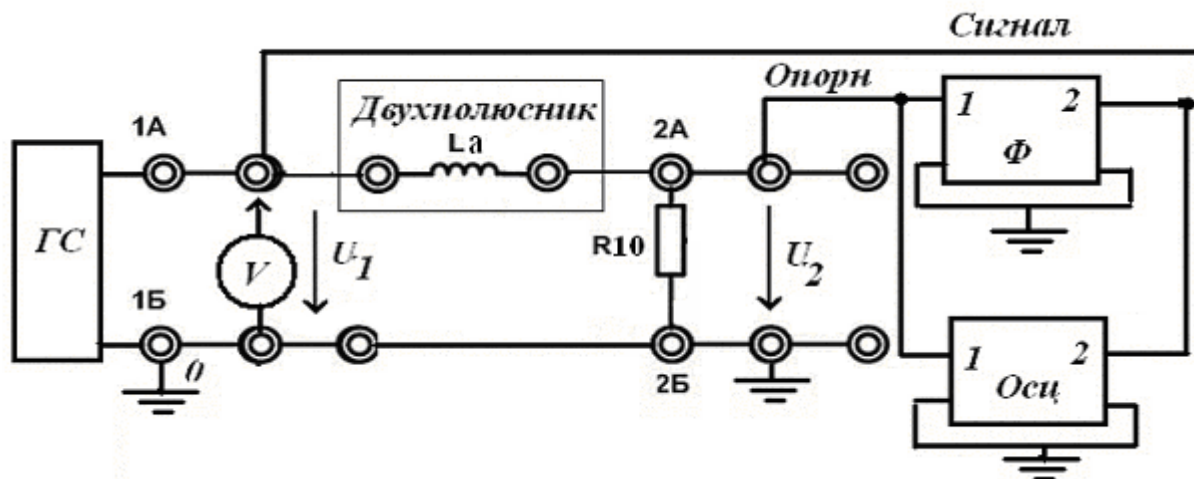 Сигнал
Опорн
1 2
Ф
Двухполюсник
La
1А
2А
ГС
V
U1
R10
U2
1Б
0
2Б
1 2
Осц